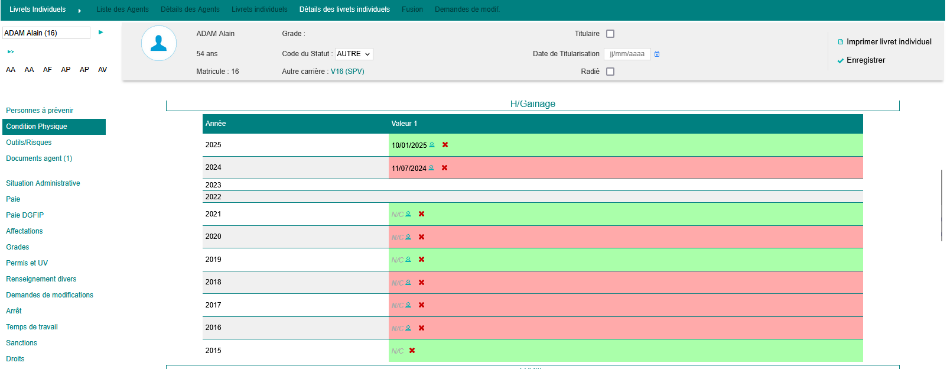 Livrets Individuels Liste des Agents Détails des Agents Livrets individuels Détails des livrets individuels Fusion Demandes de modif.
ADAM Alain (16)
AA AA AF AP AP AV
ADAM Alain Grade : Titulaire
54 ans Code du Statut : AUTRE Date de Titularisation jj/mm/aaaa
Matricule : 16 Autre carrière : V16 (SPV) Radié
Imprimer livret individuel
Enregistrer
Personnes à prévenir
Condition Physique
Outils/Risques
Documents agent (1)
Situation Administrative
Paie
Paie DGFIP
Affectations
Grades
Permis et UV
Renseignement divers
Demandes de modifications
Arrêt
Temps de travail
Sanctions
Droits
H/Gainage
Année Valeur 1
2025 10/01/2025
2024 11/07/2024
2023
2022
2021 N/C
2020 N/C
2019 N/C
2018 N/C
2017 N/C
2016 N/C
2015 N/C